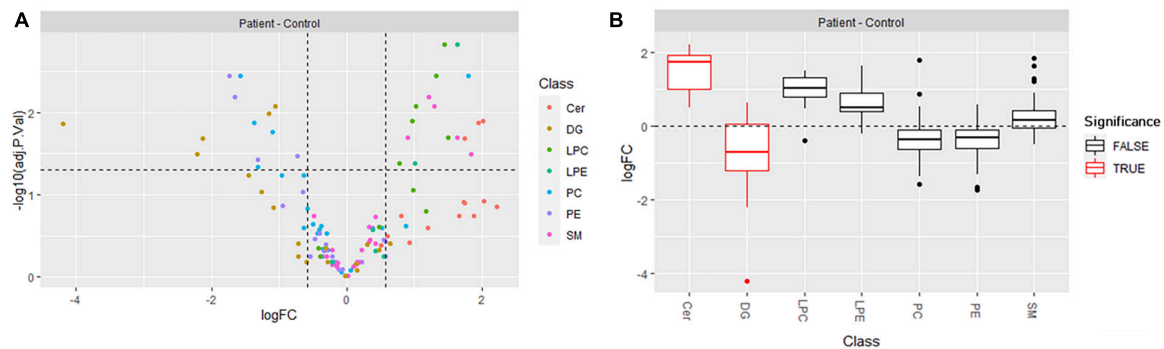 A
Patient - Control
-log10(adj.P.Val)
2
1
0
-4
-2
0
2
logFC
Class
Cer
DG
LPC
LPE
PC
PE
SM
B
Patient - Control
logFC
2
0
-2
-4
Cer
DG
LPC
LPE
PC
PE
SM
Class
Significance
FALSE
TRUE